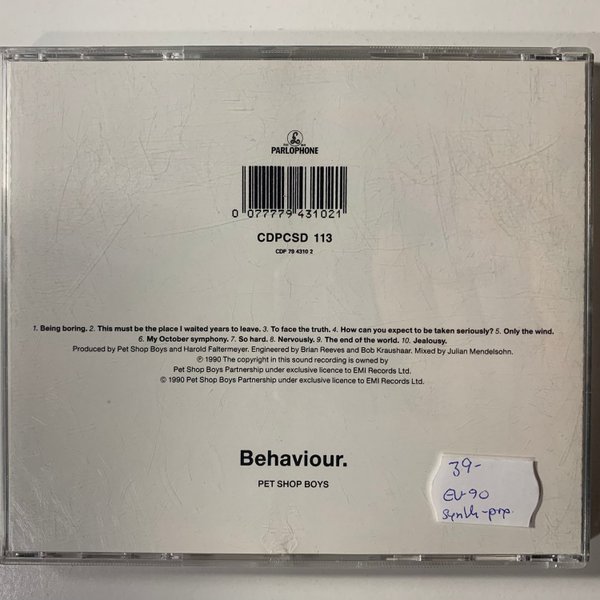 PARLOPHONE
0 077779 431021
CDPCSD 113
CDP 79 4310 2
1. Being boring. 2. This must be the place I waited years to leave. 3. To face the truth. 4. How can you expect to be taken seriously? 5. Only the wind.
6. My October symphony. 7. So hard. 8. Nervously. 9. The end of the world. 10. Jealousy.
Produced by Pet Shop Boys and Harold Faltermeyer. Engineered by Brian Reeves and Bob Kraushaar. Mixed by Julian Mendelsohn.
℗ 1990 The copyright in this sound recording is owned by
Pet Shop Boys Partnership under exclusive licence to EMI Records Ltd.
© 1990 Pet Shop Boys Partnership under exclusive licence to EMI Records Ltd.
Behaviour.
PET SHOP BOYS
39-
EU-90
synth-pop.